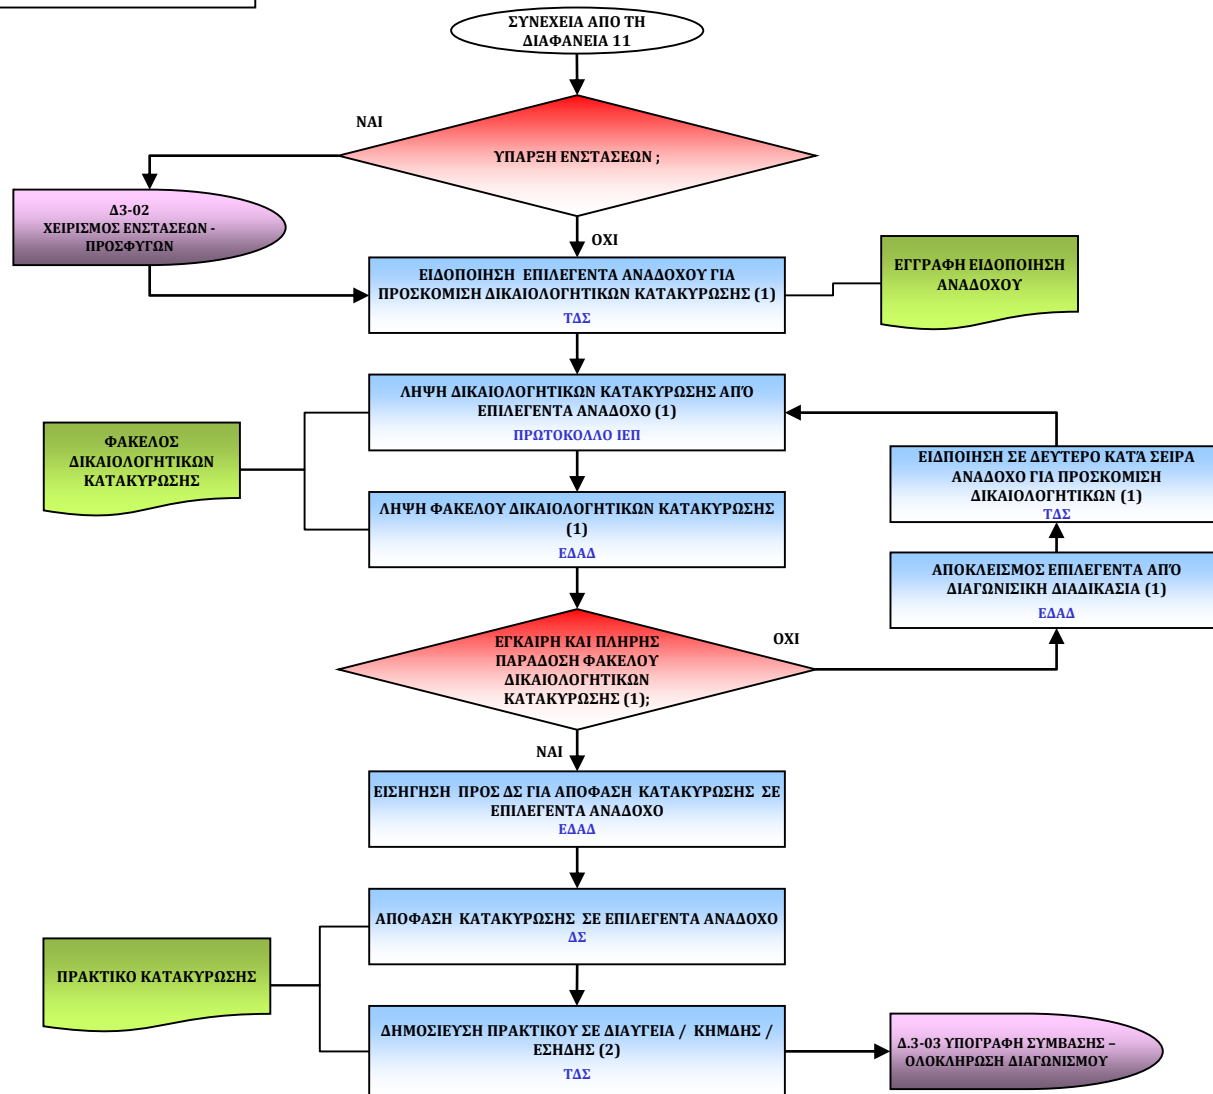 ΣΥΝΕΧΕΙΑ ΑΠΟ ΤΗ
ΔΙΑΦΑΝΕΙΑ 11
ΝΑΙ
ΥΠΑΡΞΗ ΕΝΣΤΑΣΕΩΝ ;
Δ3-02
ΧΕΙΡΙΣΜΟΣ ΕΝΣΤΑΣΕΩΝ -
ΠΡΟΣΦΥΓΩΝ
ΟΧΙ
ΕΙΔΟΠΟΙΗΣΗ ΕΠΙΛΕΓΕΝΤΑ ΑΝΑΔΟΧΟΥ ΓΙΑ
ΠΡΟΣΚΟΜΙΣΗ ΔΙΚΑΙΟΛΟΓΗΤΙΚΩΝ ΚΑΤΑΚΥΡΩΣΗΣ (1)
ΤΔΣ
ΕΓΓΡΑΦΗ ΕΙΔΟΠΟΙΗΣΗ
ΑΝΑΔΟΧΟΥ
ΛΗΨΗ ΔΙΚΑΙΟΛΟΓΗΤΙΚΩΝ ΚΑΤΑΚΥΡΩΣΗΣ ΑΠΌ
ΕΠΙΛΕΓΕΝΤΑ ΑΝΑΔΟΧΟ (1)
ΠΡΩΤΟΚΟΛΛΟ ΙΕΠ
ΦΑΚΕΛΟΣ
ΔΙΚΑΙΟΛΟΓΗΤΙΚΩΝ
ΚΑΤΑΚΥΡΩΣΗΣ
ΕΙΔΠΟΙΗΣΗ ΣΕ ΔΕΥΤΕΡΟ ΚΑΤΆ ΣΕΙΡΑ
ΑΝΑΔΟΧΟ ΓΙΑ ΠΡΟΣΚΟΜΙΣΗ
ΔΙΚΑΙΟΛΟΓΗΤΙΚΩΝ (1)
ΤΔΣ
ΛΗΨΗ ΦΑΚΕΛΟΥ ΔΙΚΑΙΟΛΟΓΗΤΙΚΩΝ ΚΑΤΑΚΥΡΩΣΗΣ
(1)
ΕΔΑΔ
ΑΠΟΚΛΕΙΣΜΟΣ ΕΠΙΛΕΓΕΝΤΑ ΑΠΌ
ΔΙΑΓΩΝΙΣΙΚΗ ΔΙΑΔΙΚΑΣΙΑ (1)
ΕΔΑΔ
ΕΓΚΑΙΡΗ ΚΑΙ ΠΛΗΡΗΣ
ΠΑΡΑΔΟΣΗ ΦΑΚΕΛΟΥ
ΔΙΚΑΙΟΛΟΓΗΤΙΚΩΝ
ΚΑΤΑΚΥΡΩΣΗΣ (1);
ΟΧΙ
ΝΑΙ
ΕΙΣΗΓΗΣΗ ΠΡΟΣ ΔΣ ΓΙΑ ΑΠΟΦΑΣΗ ΚΑΤΑΚΥΡΩΣΗΣ ΣΕ
ΕΠΙΛΕΓΕΝΤΑ ΑΝΑΔΟΧΟ
ΕΔΑΔ
ΑΠΟΦΑΣΗ ΚΑΤΑΚΥΡΩΣΗΣ ΣΕ ΕΠΙΛΕΓΕΝΤΑ ΑΝΑΔΟΧΟ
ΔΣ
ΠΡΑΚΤΙΚΟ ΚΑΤΑΚΥΡΩΣΗΣ
ΔΗΜΟΣΙΕΥΣΗ ΠΡΑΚΤΙΚΟΥ ΣΕ ΔΙΑΥΓΕΙΑ / ΚΗΜΔΗΣ /
ΕΣΗΔΗΣ (2)
ΤΔΣ
Δ.3-03 ΥΠΟΓΡΑΦΗ ΣΥΜΒΑΣΗΣ –
ΟΛΟΚΛΗΡΩΣΗ ΔΙΑΓΩΝΙΣΜΟΥ